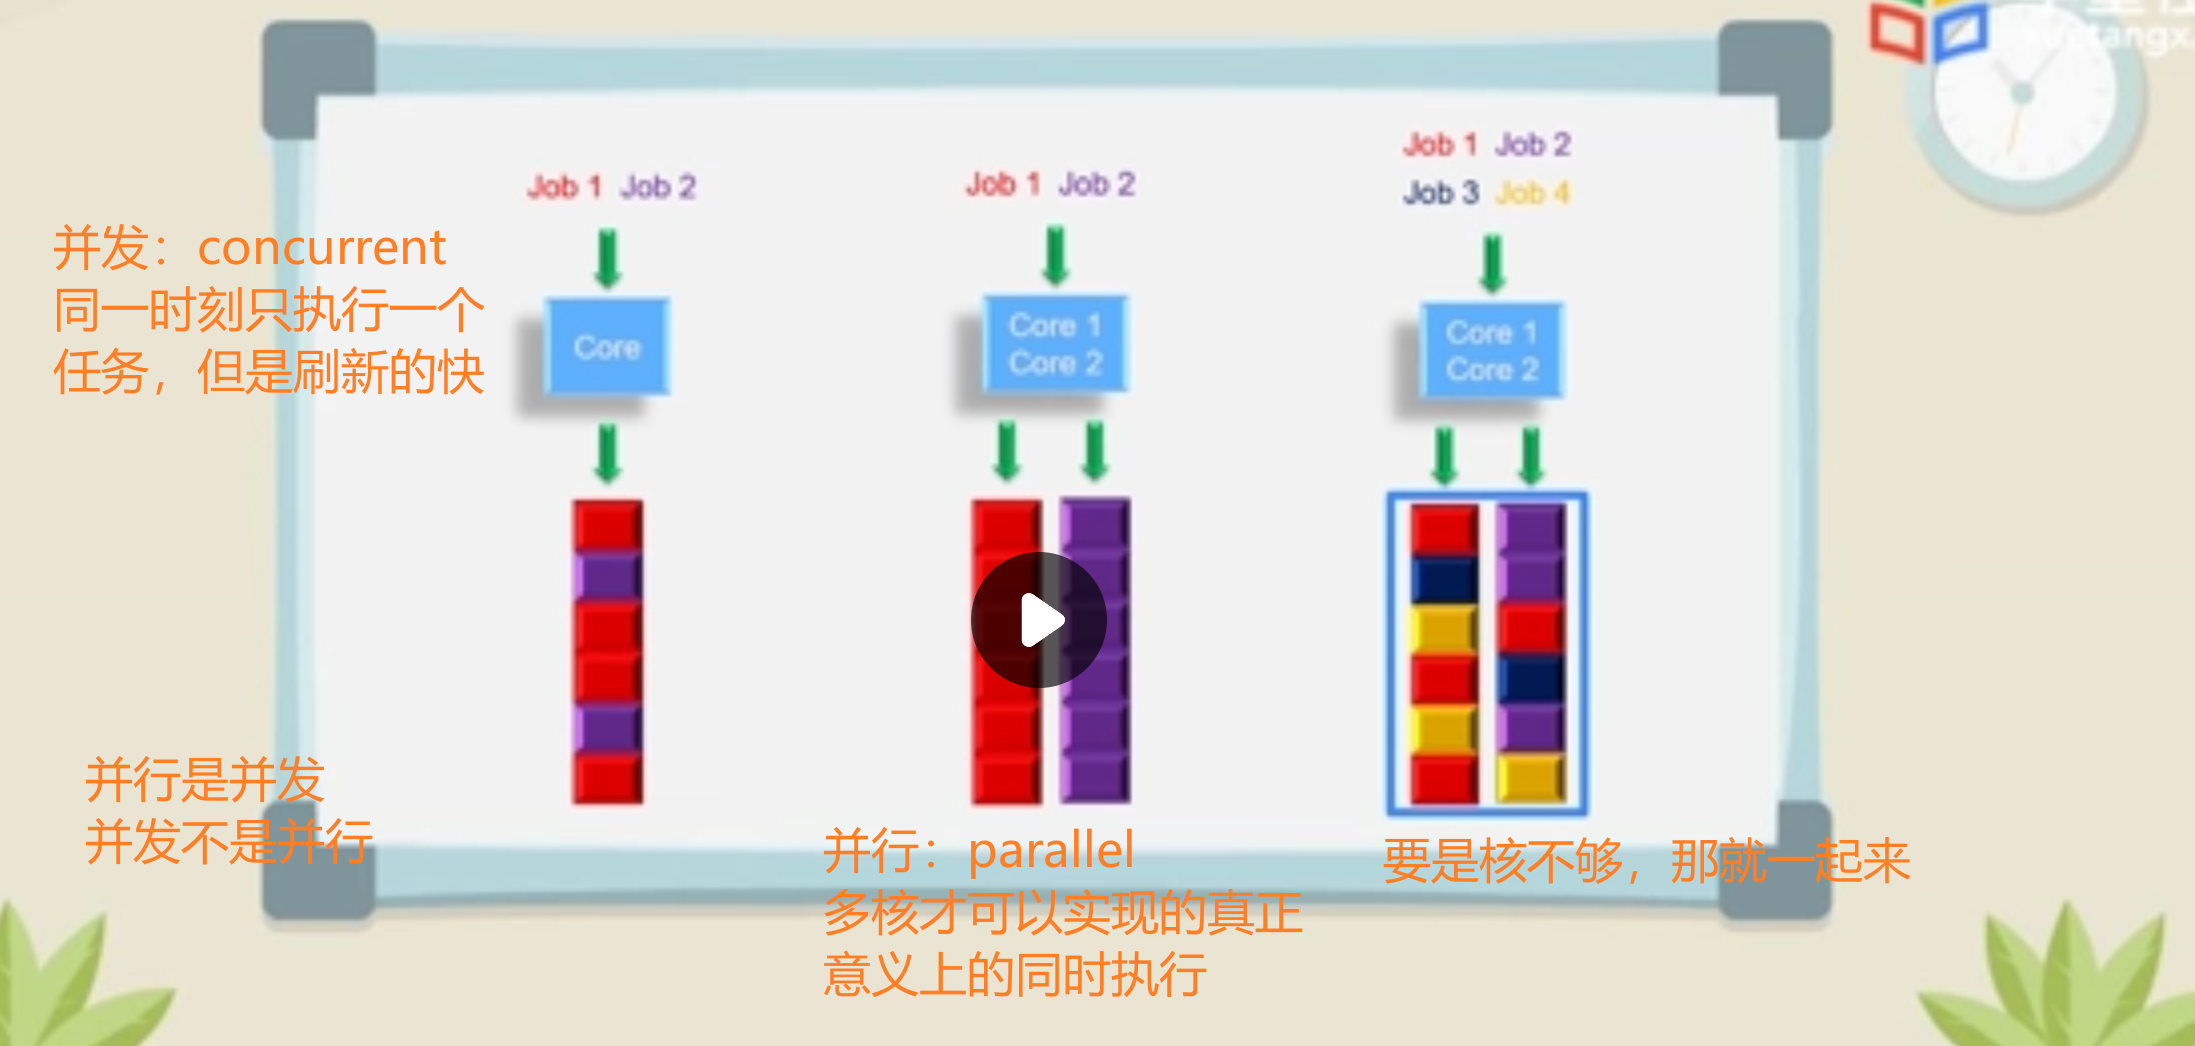 Job 1 Job 2
Core
并发：concurrent
同一时刻只执行一个
任务，但是刷新的快
并行是并发
并发不是并行
Job 1 Job 2
Core 1
Core 2
并行：parallel
多核才可以实现的真正
意义上的同时执行
Job 1 Job 2
Job 3 Job 4
Core 1
Core 2
要是核不够，那就一起来